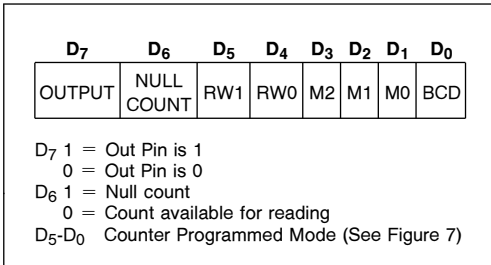 D7 D6 D5 D4 D3 D2 D1 D0
OUTPUT NULL COUNT RW1 RW0 M2 M1 M0 BCD
D7 1 = Out Pin is 1
0 = Out Pin is 0
D6 1 = Null count
0 = Count available for reading
D5-D0 Counter Programmed Mode (See Figure 7)